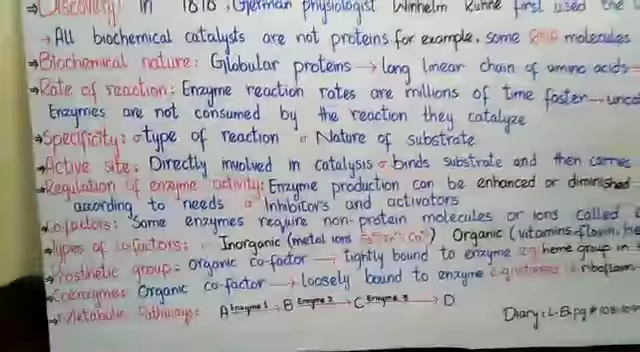 →Discovery: In 1878, German physiologist Winhelm Kuhne first used the
→All biochemical catalysts are not proteins for example, some RNA molecules
→Biochemical nature: Globular proteins → long linear chain of amino acids
→Rate of reaction: Enzyme reaction rates are millions of time faster
Enzymes are not consumed by the reaction they catalyze
→Specificity: type of reaction Nature of substrate
→Active site: Directly involved in catalysis binds substrate and then carries
→Regulation of enzyme activity: Enzyme production can be enhanced or diminished
according to needs Inhibitors and activators
→Cofactors: Some enzymes require non-protein molecules or ions called
→Types of co-factors: Inorganic (metal ions) Organic (vitamins-flavin, he
→Prosthetic group: organic co-factor → tightly bound to enzyme e.g heme group in
→Coenzymes: Organic co-factor → loosely bound to enzyme riboflavin
→Metabolic Pathways: A Enzyme 1→ B Enzyme 2→ C Enzyme 3→ D
Diary: L.B.pg #